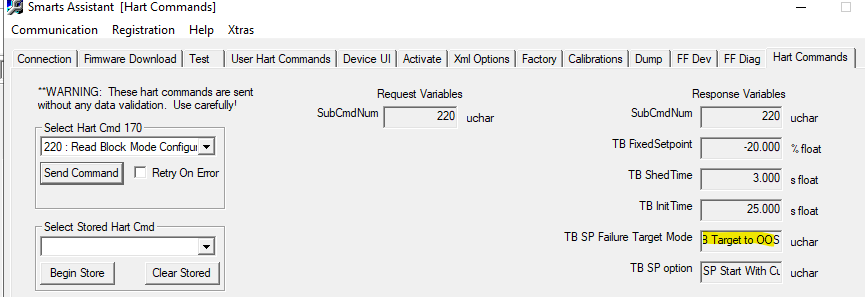 Smarts Assistant [Hart Commands]
Communication Registration Help Xtras
Connection Firmware Download Test User Hart Commands Device UI Activate Xml Options Factory Calibrations Dump FF Dev FF Diag Hart Commands
**WARNING: These hart commands are sent
without any data validation. Use carefully!
Select Hart Cmd 170
220 : Read Block Mode Configur
Send Command Retry On Error
Select Stored Hart Cmd
Begin Store Clear Stored
Request Variables
SubCmdNum 220 uchar
Response Variables
SubCmdNum 220 uchar
TB FixedSetpoint -20.000 % float
TB ShedTime 3.000 s float
TB InitTime 25.000 s float
TB SP Failure Target Mode B Target to OOS uchar
TB SP option SP Start With Cu uchar